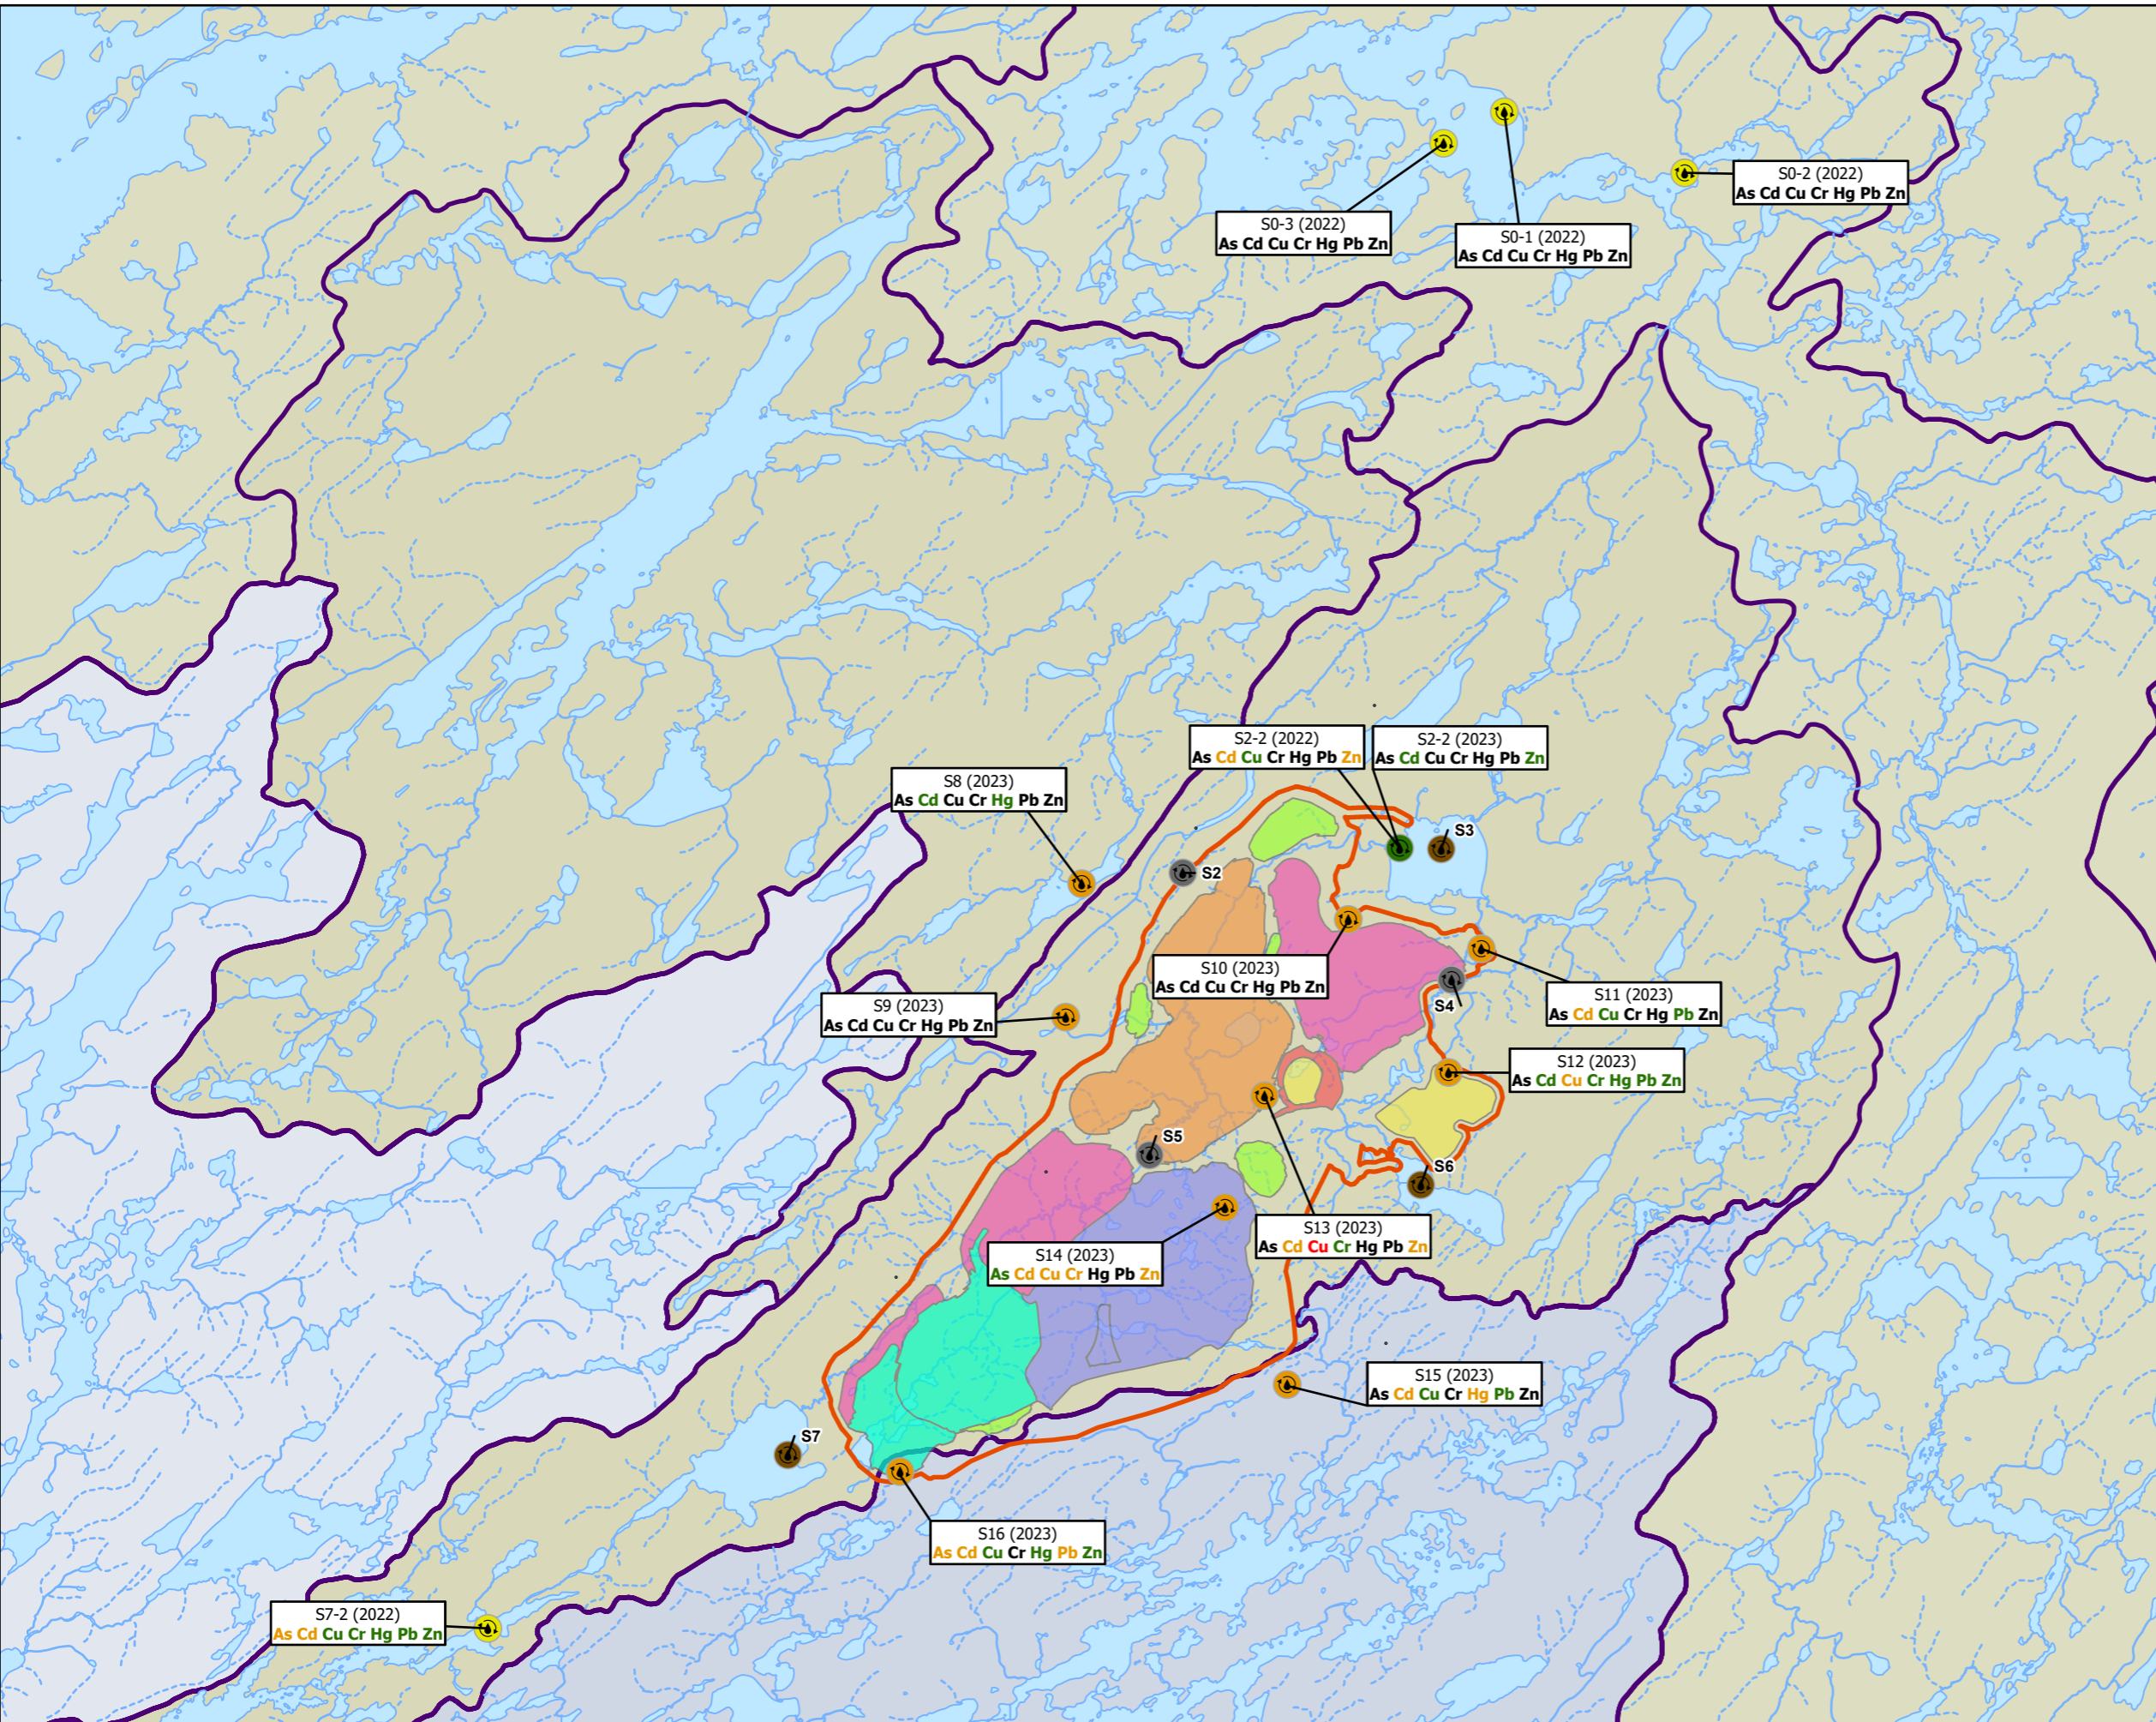 S0-2 (2022)
As Cd Cu Cr Hg Pb Zn
S0-3 (2022)
As Cd Cu Cr Hg Pb Zn
S0-1 (2022)
As Cd Cu Cr Hg Pb Zn
S2-2 (2022)
As Cd Cu Cr Hg Pb Zn
S2-2 (2023)
As Cd Cu Cr Hg Pb Zn
S8 (2023)
As Cd Cu Cr Hg Pb Zn
S3
S2
S10 (2023)
As Cd Cu Cr Hg Pb Zn
S4
S11 (2023)
As Cd Cu Cr Hg Pb Zn
S9 (2023)
As Cd Cu Cr Hg Pb Zn
S12 (2023)
As Cd Cu Cr Hg Pb Zn
S5
S6
S13 (2023)
As Cd Cu Cr Hg Pb Zn
S14 (2023)
As Cd Cu Cr Hg Pb Zn
S15 (2023)
As Cd Cu Cr Hg Pb Zn
S7
S16 (2023)
As Cd Cu Cr Hg Pb Zn
S7-2 (2022)
As Cd Cu Cr Hg Pb Zn